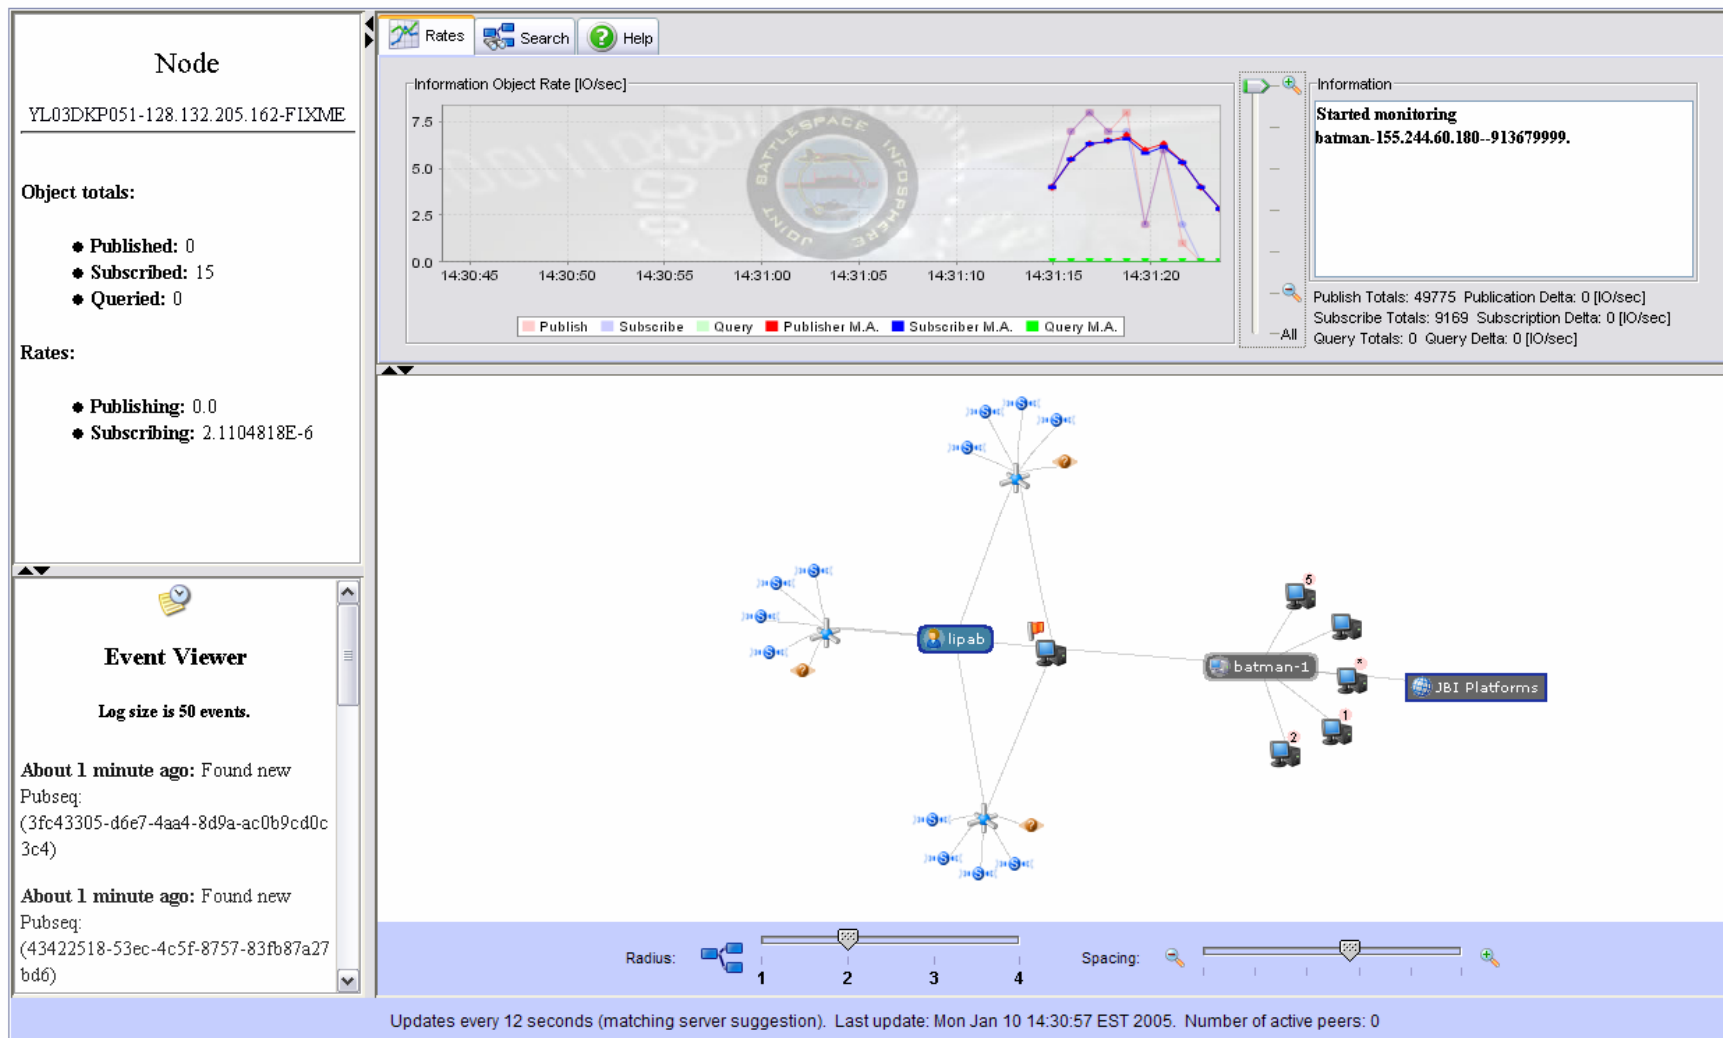 Node
YL03DKP051-128.132.205.162-FIXME
Object totals:
Published: 0
Subscribed: 15
Queried: 0
Rates:
Publishing: 0.0
Subscribing: 2.1104818E-6
Event Viewer
Log size is 50 events.
About 1 minute ago: Found new
Pubseq:
(3fc43305-d6e7-4aa4-8d9a-ac0b9cd0c
3c4)
About 1 minute ago: Found new
Pubseq:
(43422518-53ec-4c5f-8757-83fb87a27
bd6)
Rates Search Help
Information Object Rate [IO/sec]
7.5
5.0
2.5
0.0
JOINT BATTLESPACE INFOSPHERE
14:30:45 14:30:50 14:30:55 14:31:00 14:31:05 14:31:10 14:31:15 14:31:20
Publish Subscribe Query Publisher M.A. Subscriber M.A. Query M.A.
All
Information
Started monitoring
batman-155.244.60.180--913679999.
Publish Totals: 49775 Publication Delta: 0 [IO/sec]
Subscribe Totals: 9169 Subscription Delta: 0 [IO/sec]
Query Totals: 0 Query Delta: 0 [IO/sec]
S S S S ?
S S S S ?
lipab
5
batman-1
*
JBI Platforms
1
2
S S S S ?
Radius:
1 2 3 4
Spacing:
Updates every 12 seconds (matching server suggestion). Last update: Mon Jan 10 14:30:57 EST 2005. Number of active peers: 0